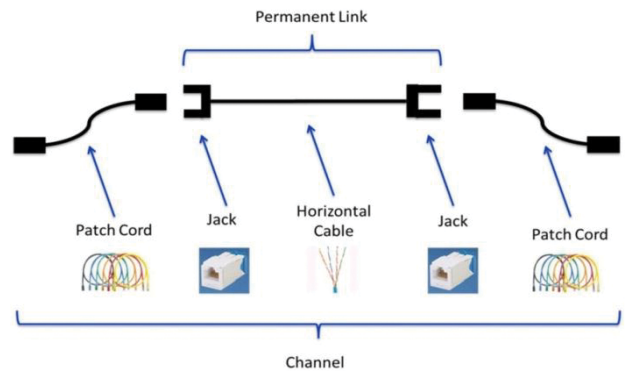 Permanent Link
Patch Cord
Jack
Horizontal
Cable
Jack
Patch Cord
Channel